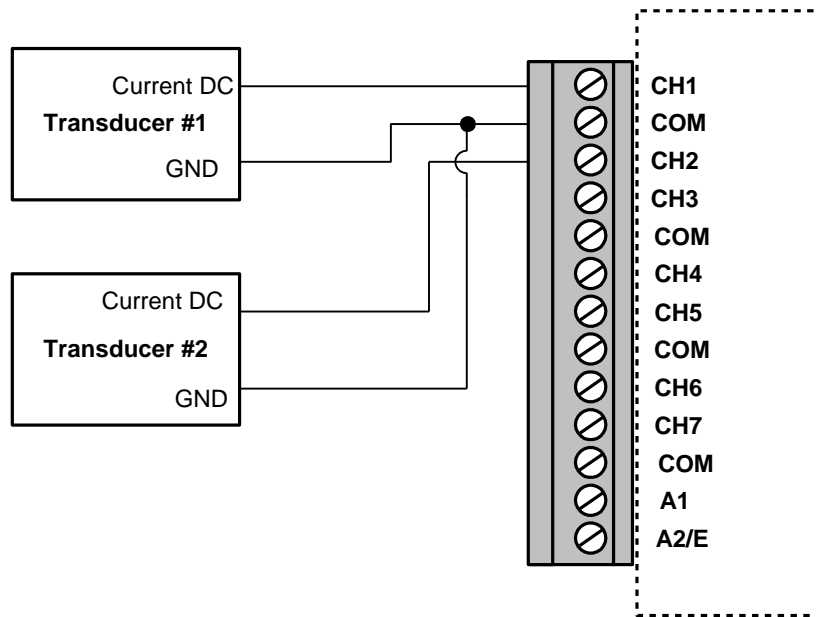 Current DC
Transducer #1
GND
Current DC
Transducer #2
GND
CH1
COM
CH2
CH3
COM
CH4
CH5
COM
CH6
CH7
COM
A1
A2/E